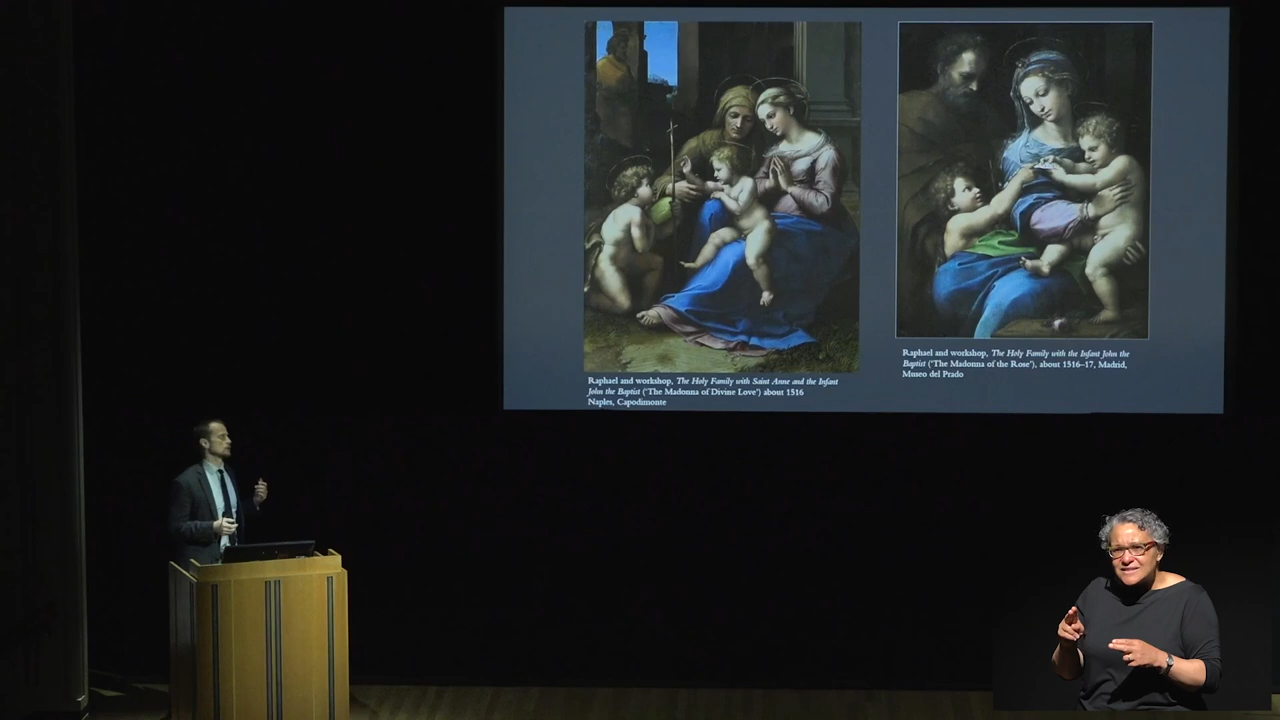 Raphael and workshop, The Holy Family with Saint Anne and the Infant
John the Baptist ('The Madonna of Divine Love') about 1516
Naples, Capodimonte
Raphael and workshop, The Holy Family with the Infant John the
Baptist ('The Madonna of the Rose'), about 1516–17, Madrid,
Museo del Prado